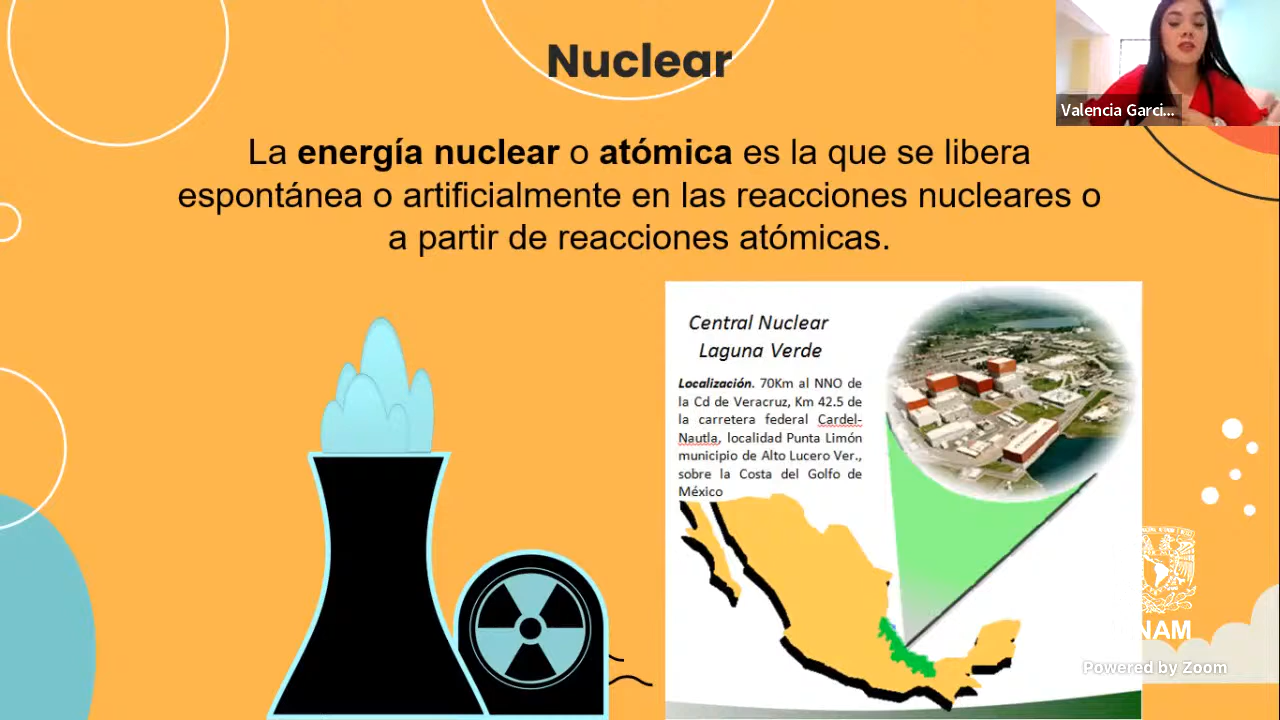 Nuclear
Valencia Garci...
La energía nuclear o atómica es la que se libera
espontánea o artificialmente en las reacciones nucleares o
a partir de reacciones atómicas.
Central Nuclear
Laguna Verde
Localización. 70Km al NNO de
la Cd de Veracruz, Km 42.5 de
la carretera federal Cardel-
Nautla, localidad Punta Limón
municipio de Alto Lucero Ver.,
sobre la Costa del Golfo de
México
NAM
Powered by Zoom